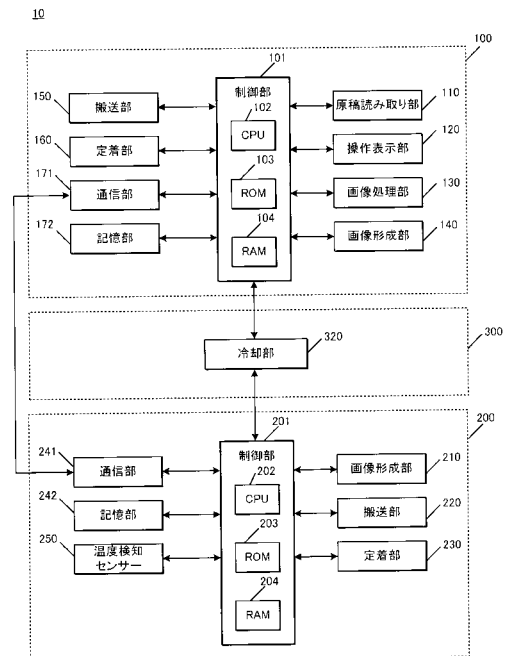 10
100
101
制御部
102
CPU
103
ROM
104
RAM
150
搬送部
160
定着部
171
通信部
172
記憶部
原稿読み取り部
110
操作表示部
120
画像処理部
130
画像形成部
140
冷却部
320
300
200
201
制御部
202
CPU
203
ROM
204
RAM
241
通信部
242
記憶部
250
温度検知
センサー
画像形成部
210
搬送部
220
定着部
230